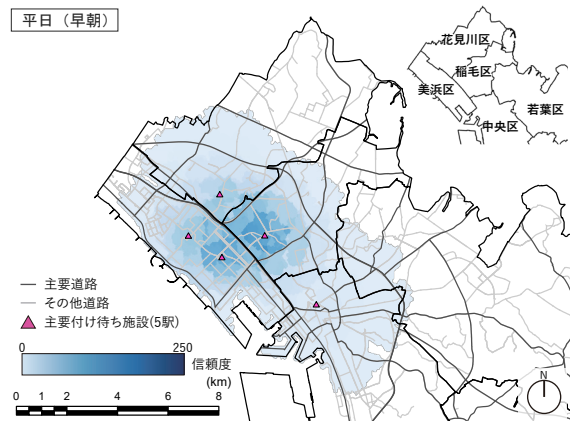 平日（早朝）
花見川区
稲毛区
美浜区
若葉区
中央区
主要道路
その他道路
主要付け待ち施設(5駅)
0 250
信頼度
(km)
0 1 2 4 6 8